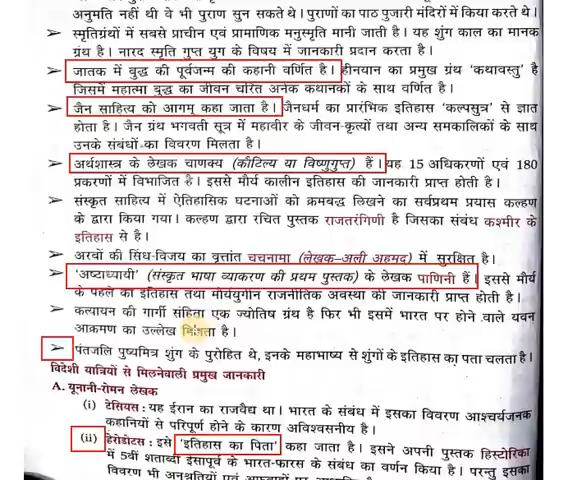 अनुमति नहीं थी वे भी पुराण सुन सकते थे। पुराणों का पाठ पुजारी मंदिरों में किया करते थे।
➢ स्मृतिग्रंथों में सबसे प्राचीन एवं प्रामाणिक मनुस्मृति मानी जाती है। यह शुंग काल का मानक
ग्रंथ है। नारद स्मृति गुप्त युग के विषय में जानकारी प्रदान करता है।
➢ जातक में बुद्ध की पूर्वजन्म की कहानी वर्णित है। हीनयान का प्रमुख ग्रंथ 'कथावस्तु' है
जिसमें महात्मा बुद्ध का जीवन चरित अनेक कथानकों के साथ वर्णित है।
➢ जैन साहित्य को आगम् कहा जाता है। जैनधर्म का प्रारंभिक इतिहास 'कल्पसुत्र' से ज्ञात
होता है। जैन ग्रंथ भगवती सूत्र में महावीर के जीवन-कृत्यों तथा अन्य समकालिकों के साथ
उनके संबंधों का विवरण मिलता है।
➢ अर्थशास्त्र के लेखक चाणक्य (कौटिल्य या विष्णुगुप्त) हैं। यह 15 अधिकरणों एवं 180
प्रकरणों में विभाजित है। इससे मौर्य कालीन इतिहास की जानकारी प्राप्त होती है।
➢ संस्कृत साहित्य में ऐतिहासिक घटनाओं को क्रमबद्ध लिखने का सर्वप्रथम प्रयास कल्हण
के द्वारा किया गया। कल्हण द्वारा रचित पुस्तक राजतरंगिणी है जिसका संबंध कश्मीर के
इतिहास से है।
➢ अरबों की सिंध-विजय का वृत्तांत चचनामा (लेखक–अली अहमद) में सुरक्षित है।
➢ 'अष्टाध्यायी' (संस्कृत भाषा व्याकरण की प्रथम पुस्तक) के लेखक पाणिनी हैं। इससे मौर्य
के पहले का इतिहास तथा मौर्ययुगीन राजनीतिक अवस्था की जानकारी प्राप्त होती है।
➢ कत्यायन की गार्गी संहिता एक ज्योतिष ग्रंथ है फिर भी इसमें भारत पर होने वाले यवन
आक्रमण का उल्लेख मिलता है।
➢ पंतजलि पुष्यमित्र शुंग के पुरोहित थे, इनके महाभाष्य से शुंगों के इतिहास का पता चलता है।
विदेशी यात्रियों से मिलनेवाली प्रमुख जानकारी
A. यूनानी-रोमन लेखक
(i) टेसियस : यह ईरान का राजवैद्य था। भारत के संबंध में इसका विवरण आश्चर्यजनक
कहानियों से परिपूर्ण होने के कारण अविश्वसनीय है।
(ii) हेरोडोटस : इसे 'इतिहास का पिता' कहा जाता है। इसने अपनी पुस्तक हिस्टोरिका
में 5वीं शताब्दी ईसापूर्व के भारत-फारस के संबंध का वर्णन किया है। परन्तु इसका
विवरण भी अनुश्रुतियों एवं अफवाहों पर